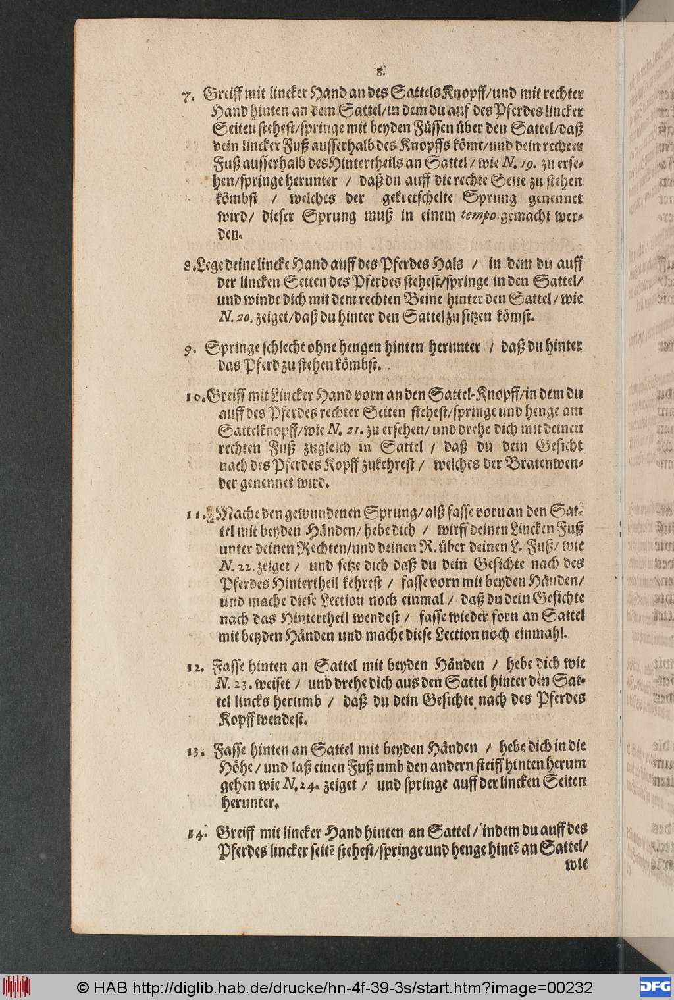 8.
7. Greiff mit lincker Hand an des Sattels Knopff/und mit rechter
Hand hinten an dem Sattel/in dem du auf des Pferdes lincker
Seiten stehest/springe mit beyden Füssen über den Sattel/daß
dein lincker Fuß ausserhalb des Knopffs kömt/und dein rechter
Fuß ausserhalb des Hintertheils an Sattel/ wie N. 19. zu erse-
hen/springe herunter / daß du auff die rechte Seite zu stehen
kömbst / welches der gekretschelte Sprung genennet
wird/ dieser Sprung muß in einem tempo gemacht wer-
den.
8. Lege deine lincke Hand auff des Pferdes Hals / in dem du auff
der lincken Seiten des Pferdes stehest/springe in den Sattel/
und winde dich mit dem rechten Beine hinter den Sattel/ wie
N. 20. zeiget/daß du hinter den Sattel zu sitzen kömst.
9. Springe schlecht ohne hengen hinten herunter / daß du hinter
das Pferd zu stehen kömbst.
10. Greiff mit Lincker Hand vorn an den Sattel-Knopff/in dem du
auff des Pferdes rechter Seiten stehest/springe und henge am
Sattelknopff/wie N. 21. zu ersehen/ und drehe dich mit deinen
rechten Fuß zugleich in Sattel / daß du dein Gesicht
nach des Pferdes Kopff zukehrest / welches der Bratenwen-
der genennet wird.
11. Mache den gewundenen Sprung/ alß fasse vorn an den Sat-
tel mit beyden Händen/ hebe dich / wirff deinen Lincken Fuß
unter deinen Rechten/und deinen R. über deinen L. Fuß/ wie
N. 22. zeiget / und setze dich daß du dein Gesichte nach des
Pferdes Hintertheil kehrest / fasse vorn mit beyden Händen/
und mache diese Lection noch einmal / daß du dein Gesichte
nach das Hintertheil wendest / fasse wieder forn an Sattel
mit beyden Händen und mache diese Lection noch einmahl.
12. Fasse hinten an Sattel mit beyden Händen / hebe dich wie
N. 23. weiset / und drehe dich aus den Sattel hinter den Sat-
tel lincks herumb / daß du dein Gesichte nach des Pferdes
Kopff wendest.
13. Fasse hinten an Sattel mit beyden Händen / hebe dich in die
Höhe/ und laß einen Fuß umb den andern steiff hinten herum
gehen wie N. 24. zeiget / und springe auff der lincken Seiten
herunter.
14. Greiff mit lincker Hand hinten an Sattel/ indem du auff des
Pferdes lincker seitē stehest/springe und henge hintē an Sattel/
wie
© HAB http://diglib.hab.de/drucke/hn-4f-39-3s/start.htm?image=00232
DFG